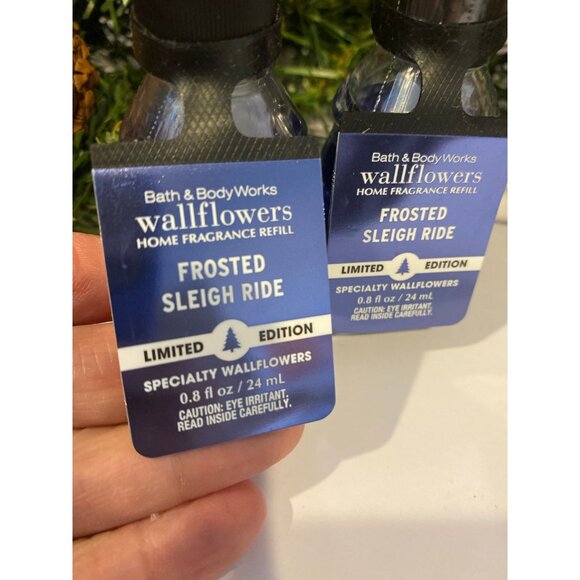 Bath & Body Works
wallflowers
HOME FRAGRANCE REFILL
FROSTED
SLEIGH RIDE
LIMITED EDITION
SPECIALTY WALLFLOWERS
0.8 fl oz / 24 mL
CAUTION: EYE IRRITANT.
READ INSIDE CAREFULLY.
Bath & Body Works
wallflowers
HOME FRAGRANCE REFILL
FROSTED
SLEIGH RIDE
LIMITED EDITION
SPECIALTY WALLFLOWERS
0.8 fl oz / 24 mL
CAUTION: EYE IRRITANT.
READ INSIDE CAREFULLY.